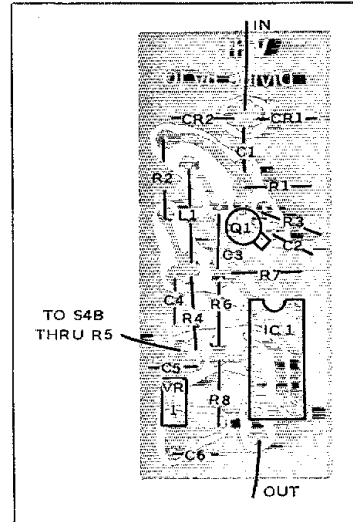 IN
CR2 CR1
C1
R2 R1
L1 Q1 R3
C2
C3
R7
C4 R6
R4 IC 1
TO S4B
THRU R5
C5
VR
1
R8
C6
OUT